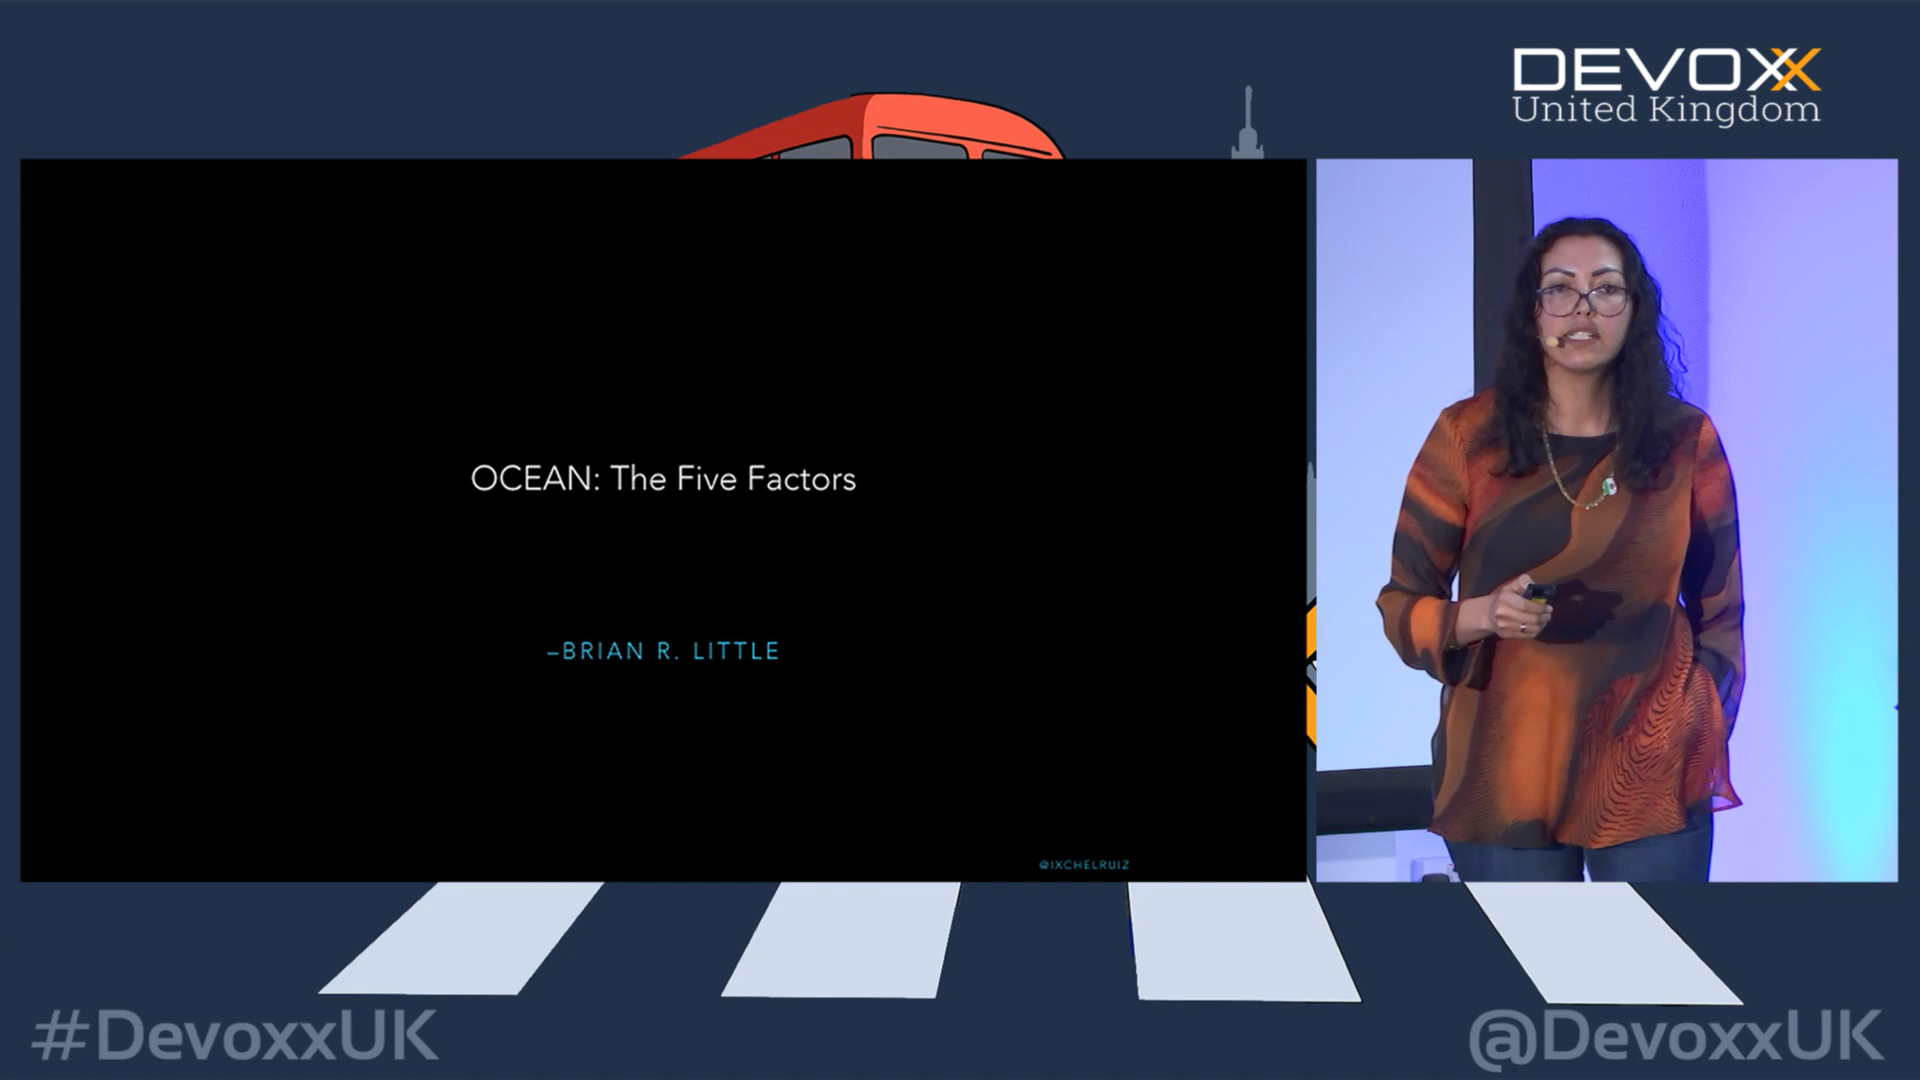 DEVOXX
United Kingdom
OCEAN: The Five Factors
–BRIAN R. LITTLE
@IXCHELRUIZ
#DevoxxUK
@DevoxxUK